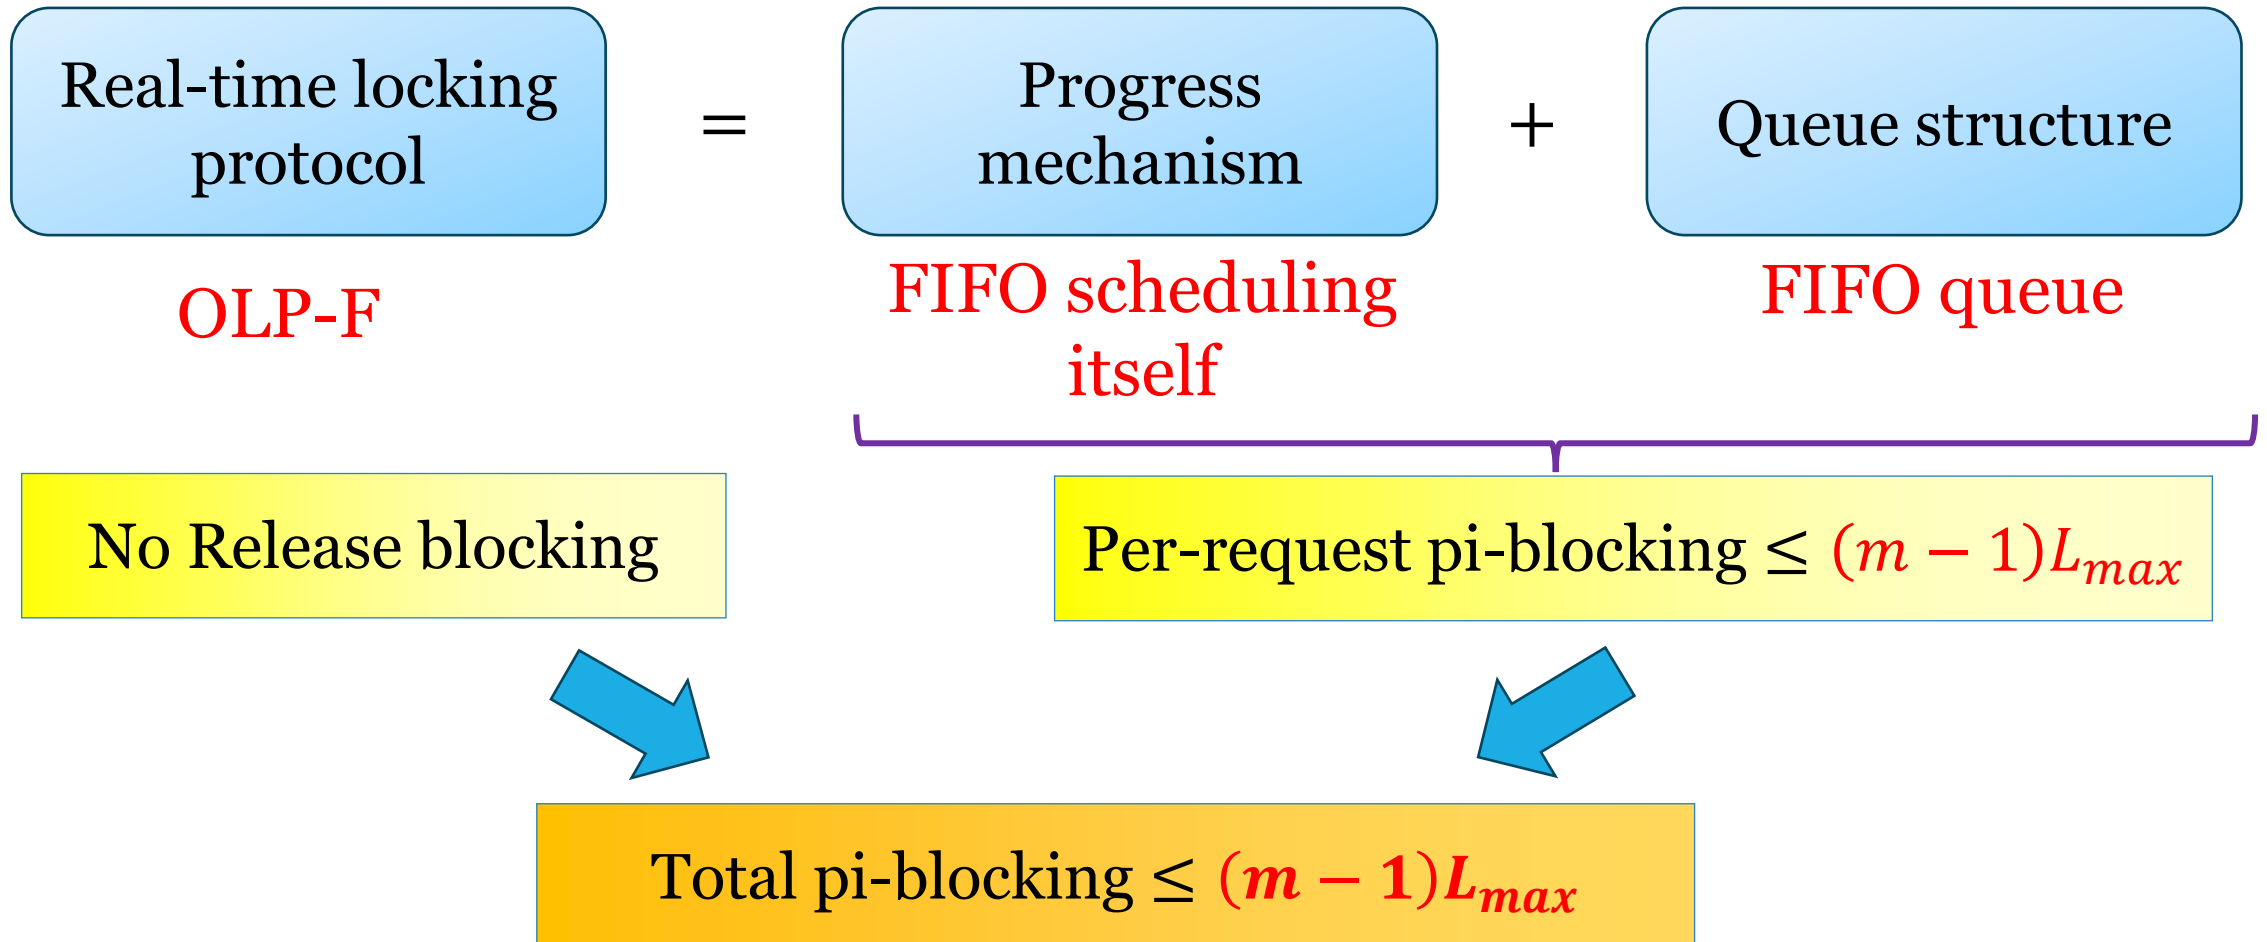 Real-time locking
protocol
=
Progress
mechanism
+
Queue structure
OLP-F
FIFO scheduling
itself
FIFO queue
No Release blocking
Per-request pi-blocking ≤ (m − 1)L_max
Total pi-blocking ≤ (m − 1)L_max